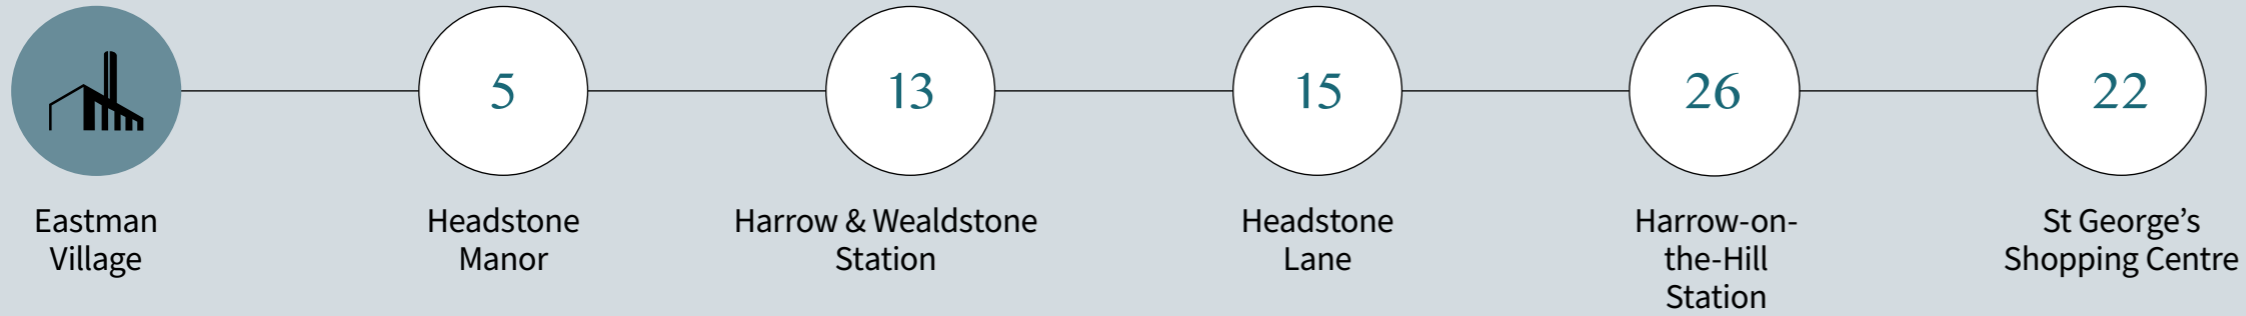 5
13
15
26
22
Eastman
Village
Headstone
Manor
Harrow & Wealdstone
Station
Headstone
Lane
Harrow-on-
the-Hill
Station
St George’s
Shopping Centre